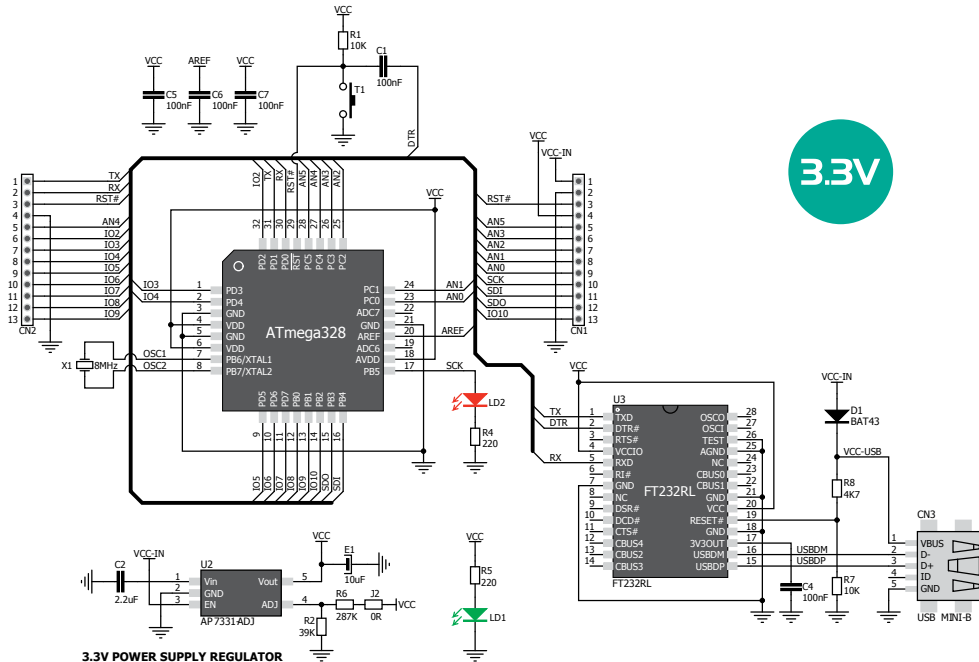 VCC
R1
10K
C1
100nF
T1
DTR
VCC
C5
100nF
AREF
C6
100nF
VCC
C7
100nF
3.3V
VCC
VCC-IN
1 TX
2 RX
3 RST#
4
5 AN4
6 IO2
7 IO3
8 IO4
9 IO5
10 IO6
11 IO7
12 IO8
13 IO9
CN2
IO2 TX RX RST# AN5 AN4 AN3 AN2
32 31 30 29 28 27 26 25
PD2 PD1 PD0 RST PC5 PC4 PC3 PC2
VCC
1
2
RST# 3
4
AN5 5
AN3 6
AN2 7
AN1 8
AN0 9
SCK 10
SDI 11
SDO 12
IO10 13
CN1
ATmega328
IO3 1 PD3
IO4 2 PD4
3 GND
4 VDD
5 GND
6 VDD
OSC1 7 PB6/XTAL1
OSC2 8 PB7/XTAL2
X1 8MHz
PC1 24 AN1
PC0 23 AN0
ADC7 22
GND 21
AREF 20 AREF
ADC6 19
AVDD 18
PB5 17 SCK
PD5 PD6 PD7 PB0 PB1 PB2 PB3 PB4
9 10 11 12 13 14 15 16
IO5 IO6 IO7 IO8 IO9 IO10 SDO SDI
LD2
R4
220
VCC
U3
TX 1 TXD
DTR 2 DTR#
3 RTS#
4 VCCIO
RX 5 RXD
6 RI#
7 GND
8 NC
9 DSR#
10 DCD#
11 CTS#
12 CBUS4
13 CBUS2
14 CBUS3
FT232RL
OSCO 28
OSCI 27
TEST 26
AGND 25
NC 24
CBUS0 23
CBUS1 22
GND 21
VCC 20
RESET# 19
GND 18
3V3OUT 17
USBDM 16 USBDM
USBDP 15 USBDP
FT232RL
C4
100nF
VCC-IN
D1
BAT43
VCC-USB
R8
4K7
R7
10K
CN3
1 VBUS
2 D-
3 D+
4 ID
5 GND
USB MINI-B
VCC-IN
C2
2.2uF
U2
1 Vin
2 GND
3 EN
Vout 5
ADJ 4
AP7331-ADJ
VCC
E1
10uF
R6
287K
J2
0R
VCC
R2
39K
VCC
R5
220
LD1
3.3V POWER SUPPLY REGULATOR